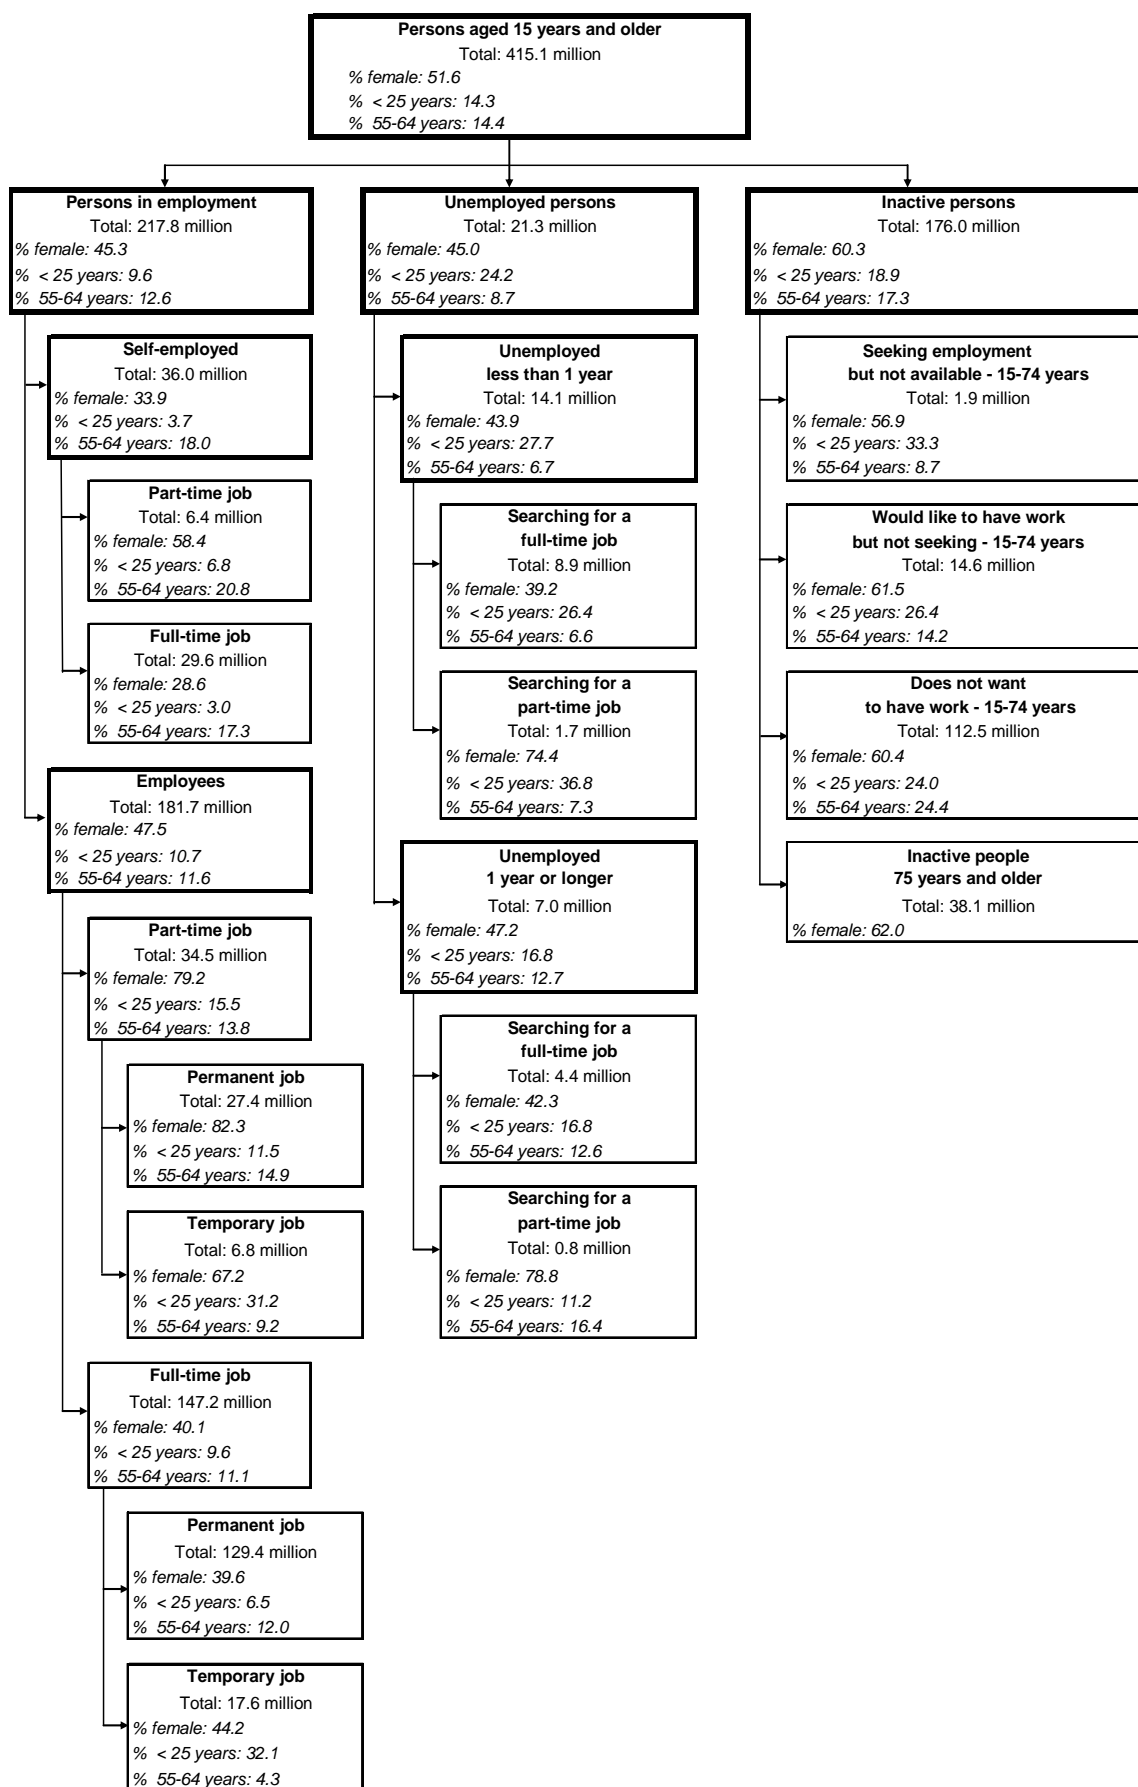 Persons aged 15 years and older
Total: 415.1 million
% female: 51.6
% < 25 years: 14.3
% 55-64 years: 14.4
Persons in employment
Total: 217.8 million
% female: 45.3
% < 25 years: 9.6
% 55-64 years: 12.6
Self-employed
Total: 36.0 million
% female: 33.9
% < 25 years: 3.7
% 55-64 years: 18.0
Part-time job
Total: 6.4 million
% female: 58.4
% < 25 years: 6.8
% 55-64 years: 20.8
Full-time job
Total: 29.6 million
% female: 28.6
% < 25 years: 3.0
% 55-64 years: 17.3
Employees
Total: 181.7 million
% female: 47.5
% < 25 years: 10.7
% 55-64 years: 11.6
Part-time job
Total: 34.5 million
% female: 79.2
% < 25 years: 15.5
% 55-64 years: 13.8
Permanent job
Total: 27.4 million
% female: 82.3
% < 25 years: 11.5
% 55-64 years: 14.9
Temporary job
Total: 6.8 million
% female: 67.2
% < 25 years: 31.2
% 55-64 years: 9.2
Full-time job
Total: 147.2 million
% female: 40.1
% < 25 years: 9.6
% 55-64 years: 11.1
Permanent job
Total: 129.4 million
% female: 39.6
% < 25 years: 6.5
% 55-64 years: 12.0
Temporary job
Total: 17.6 million
% female: 44.2
% < 25 years: 32.1
% 55-64 years: 4.3
Unemployed persons
Total: 21.3 million
% female: 45.0
% < 25 years: 24.2
% 55-64 years: 8.7
Unemployed
less than 1 year
Total: 14.1 million
% female: 43.9
% < 25 years: 27.7
% 55-64 years: 6.7
Searching for a
full-time job
Total: 8.9 million
% female: 39.2
% < 25 years: 26.4
% 55-64 years: 6.6
Searching for a
part-time job
Total: 1.7 million
% female: 74.4
% < 25 years: 36.8
% 55-64 years: 7.3
Unemployed
1 year or longer
Total: 7.0 million
% female: 47.2
% < 25 years: 16.8
% 55-64 years: 12.7
Searching for a
full-time job
Total: 4.4 million
% female: 42.3
% < 25 years: 16.8
% 55-64 years: 12.6
Searching for a
part-time job
Total: 0.8 million
% female: 78.8
% < 25 years: 11.2
% 55-64 years: 16.4
Inactive persons
Total: 176.0 million
% female: 60.3
% < 25 years: 18.9
% 55-64 years: 17.3
Seeking employment
but not available - 15-74 years
Total: 1.9 million
% female: 56.9
% < 25 years: 33.3
% 55-64 years: 8.7
Would like to have work
but not seeking - 15-74 years
Total: 14.6 million
% female: 61.5
% < 25 years: 26.4
% 55-64 years: 14.2
Does not want
to have work - 15-74 years
Total: 112.5 million
% female: 60.4
% < 25 years: 24.0
% 55-64 years: 24.4
Inactive people
75 years and older
Total: 38.1 million
% female: 62.0